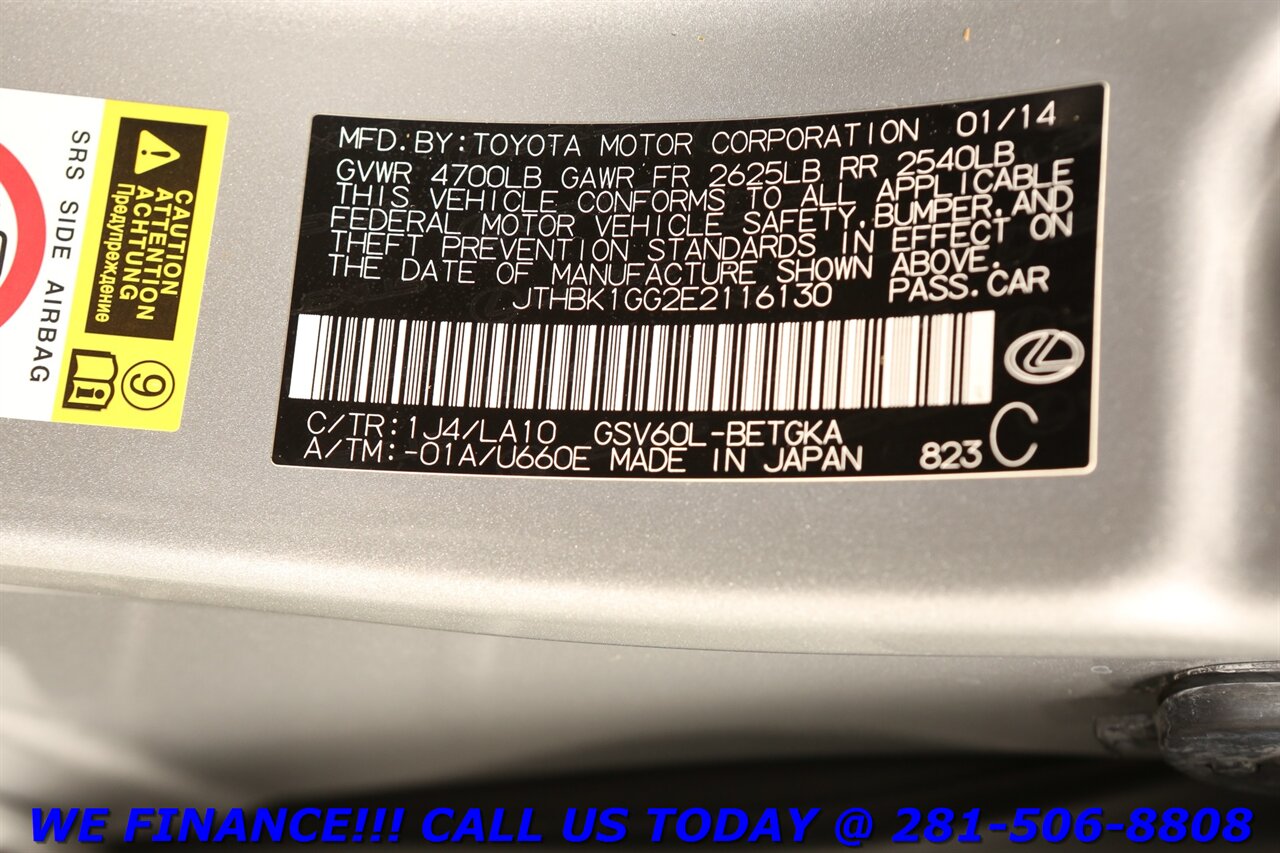 MFD.BY:TOYOTA MOTOR CORPORATION 01/14
GVWR 4700LB GAWR FR 2625LB RR 2540LB
THIS VEHICLE CONFORMS TO ALL APPLICABLE
FEDERAL MOTOR VEHICLE SAFETY,BUMPER,AND
THEFT PREVENTION STANDARDS IN EFFECT ON
THE DATE OF MANUFACTURE SHOWN ABOVE.
JTHBK1GG2E2116130 PASS.CAR
C/TR:1J4/LA10 GSV60L-BETGKA
A/TM:-01A/U660E MADE IN JAPAN 823 C
SRS SIDE AIRBAG
CAUTION
ATTENTION
ACHTUNG
Предупреждение
9
WE FINANCE!!! CALL US TODAY @ 281-506-8808